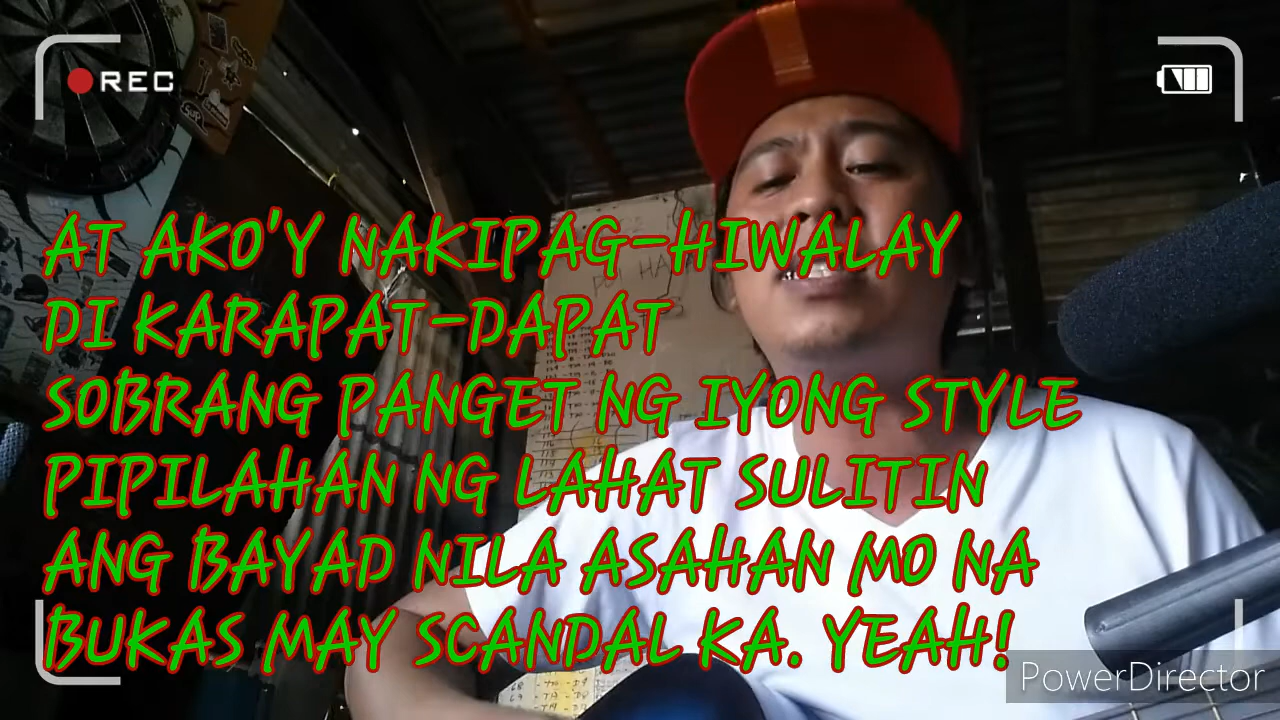 REC
AT AKO'Y NAKIPAG-HIWALAY
DI KARAPAT-DAPAT
SOBRANG PANGET NG IYONG STYLE
PIPILAHAN NG LAHAT SULITIN
ANG BAYAD NILA ASAHAN MO NA
BUKAS MAY SCANDAL KA. YEAH!
PowerDirector